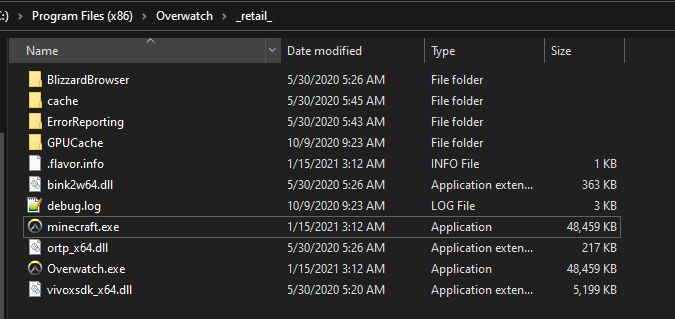 :) Program Files (x86) Overwatch _retail_
Name Date modified Type Size
BlizzardBrowser 5/30/2020 5:26 AM File folder
cache 5/30/2020 5:45 AM File folder
ErrorReporting 5/30/2020 5:43 AM File folder
GPUCache 10/9/2020 9:23 AM File folder
.flavor.info 1/15/2021 3:12 AM INFO File 1 KB
bink2w64.dll 5/30/2020 5:26 AM Application exten... 363 KB
debug.log 10/9/2020 9:23 AM LOG File 3 KB
minecraft.exe 1/15/2021 3:12 AM Application 48,459 KB
ortp_x64.dll 5/30/2020 5:26 AM Application exten... 217 KB
Overwatch.exe 1/15/2021 3:12 AM Application 48,459 KB
vivoxsdk_x64.dll 5/30/2020 5:20 AM Application exten... 5,199 KB